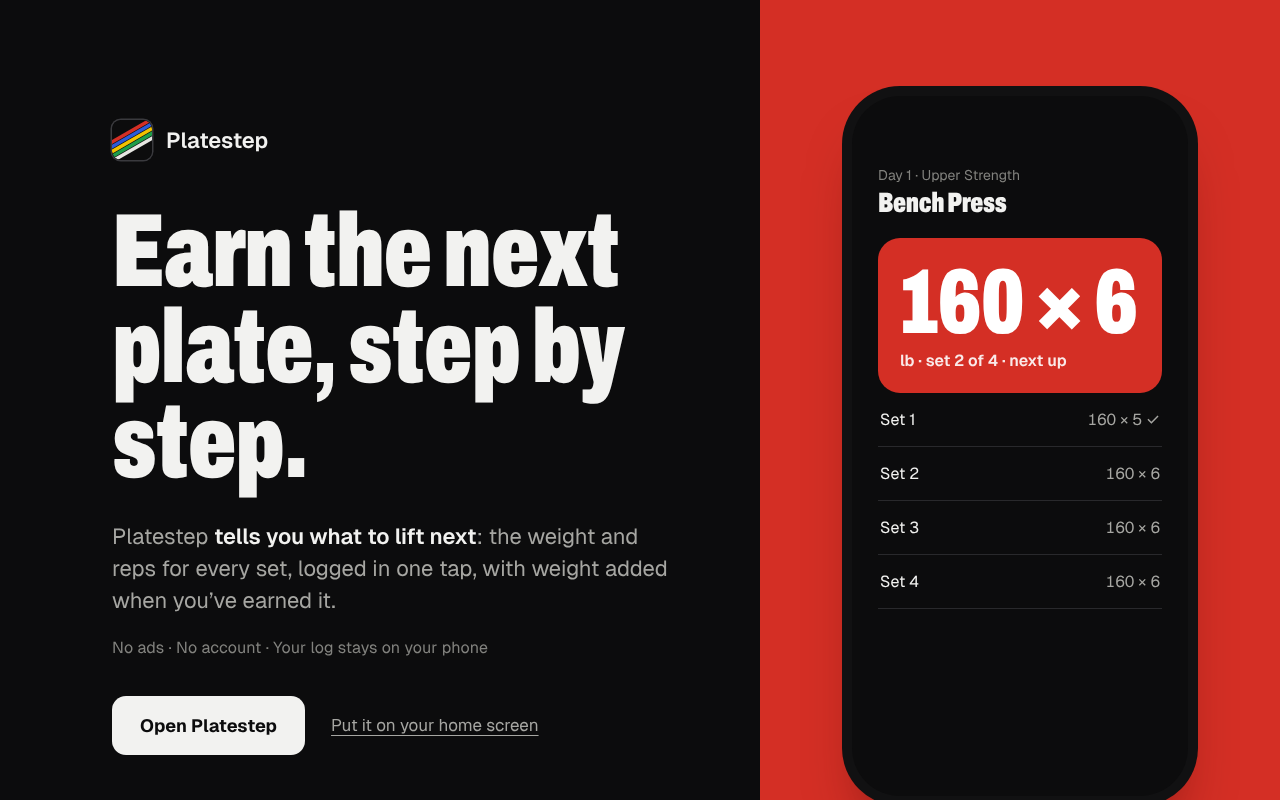 Platestep
Earn the next
plate, step by
step.
Platestep tells you what to lift next: the weight and
reps for every set, logged in one tap, with weight added
when you’ve earned it.
No ads · No account · Your log stays on your phone
Open Platestep
Put it on your home screen
Day 1 · Upper Strength
Bench Press
160 × 6
lb · set 2 of 4 · next up
Set 1 160 × 5 ✓
Set 2 160 × 6
Set 3 160 × 6
Set 4 160 × 6